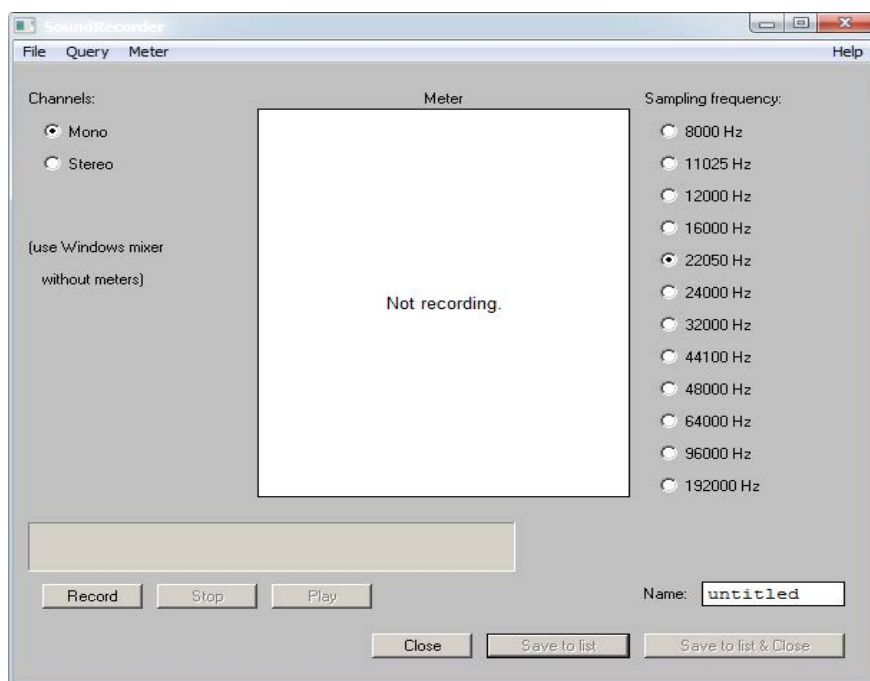 SoundRecorder
File Query Meter Help
Channels:
Mono
Stereo
(use Windows mixer
without meters)
Meter
Not recording.
Sampling frequency:
8000 Hz
11025 Hz
12000 Hz
16000 Hz
22050 Hz
24000 Hz
32000 Hz
44100 Hz
48000 Hz
64000 Hz
96000 Hz
192000 Hz
Record Stop Play
Name: untitled
Close Save to list Save to list & Close